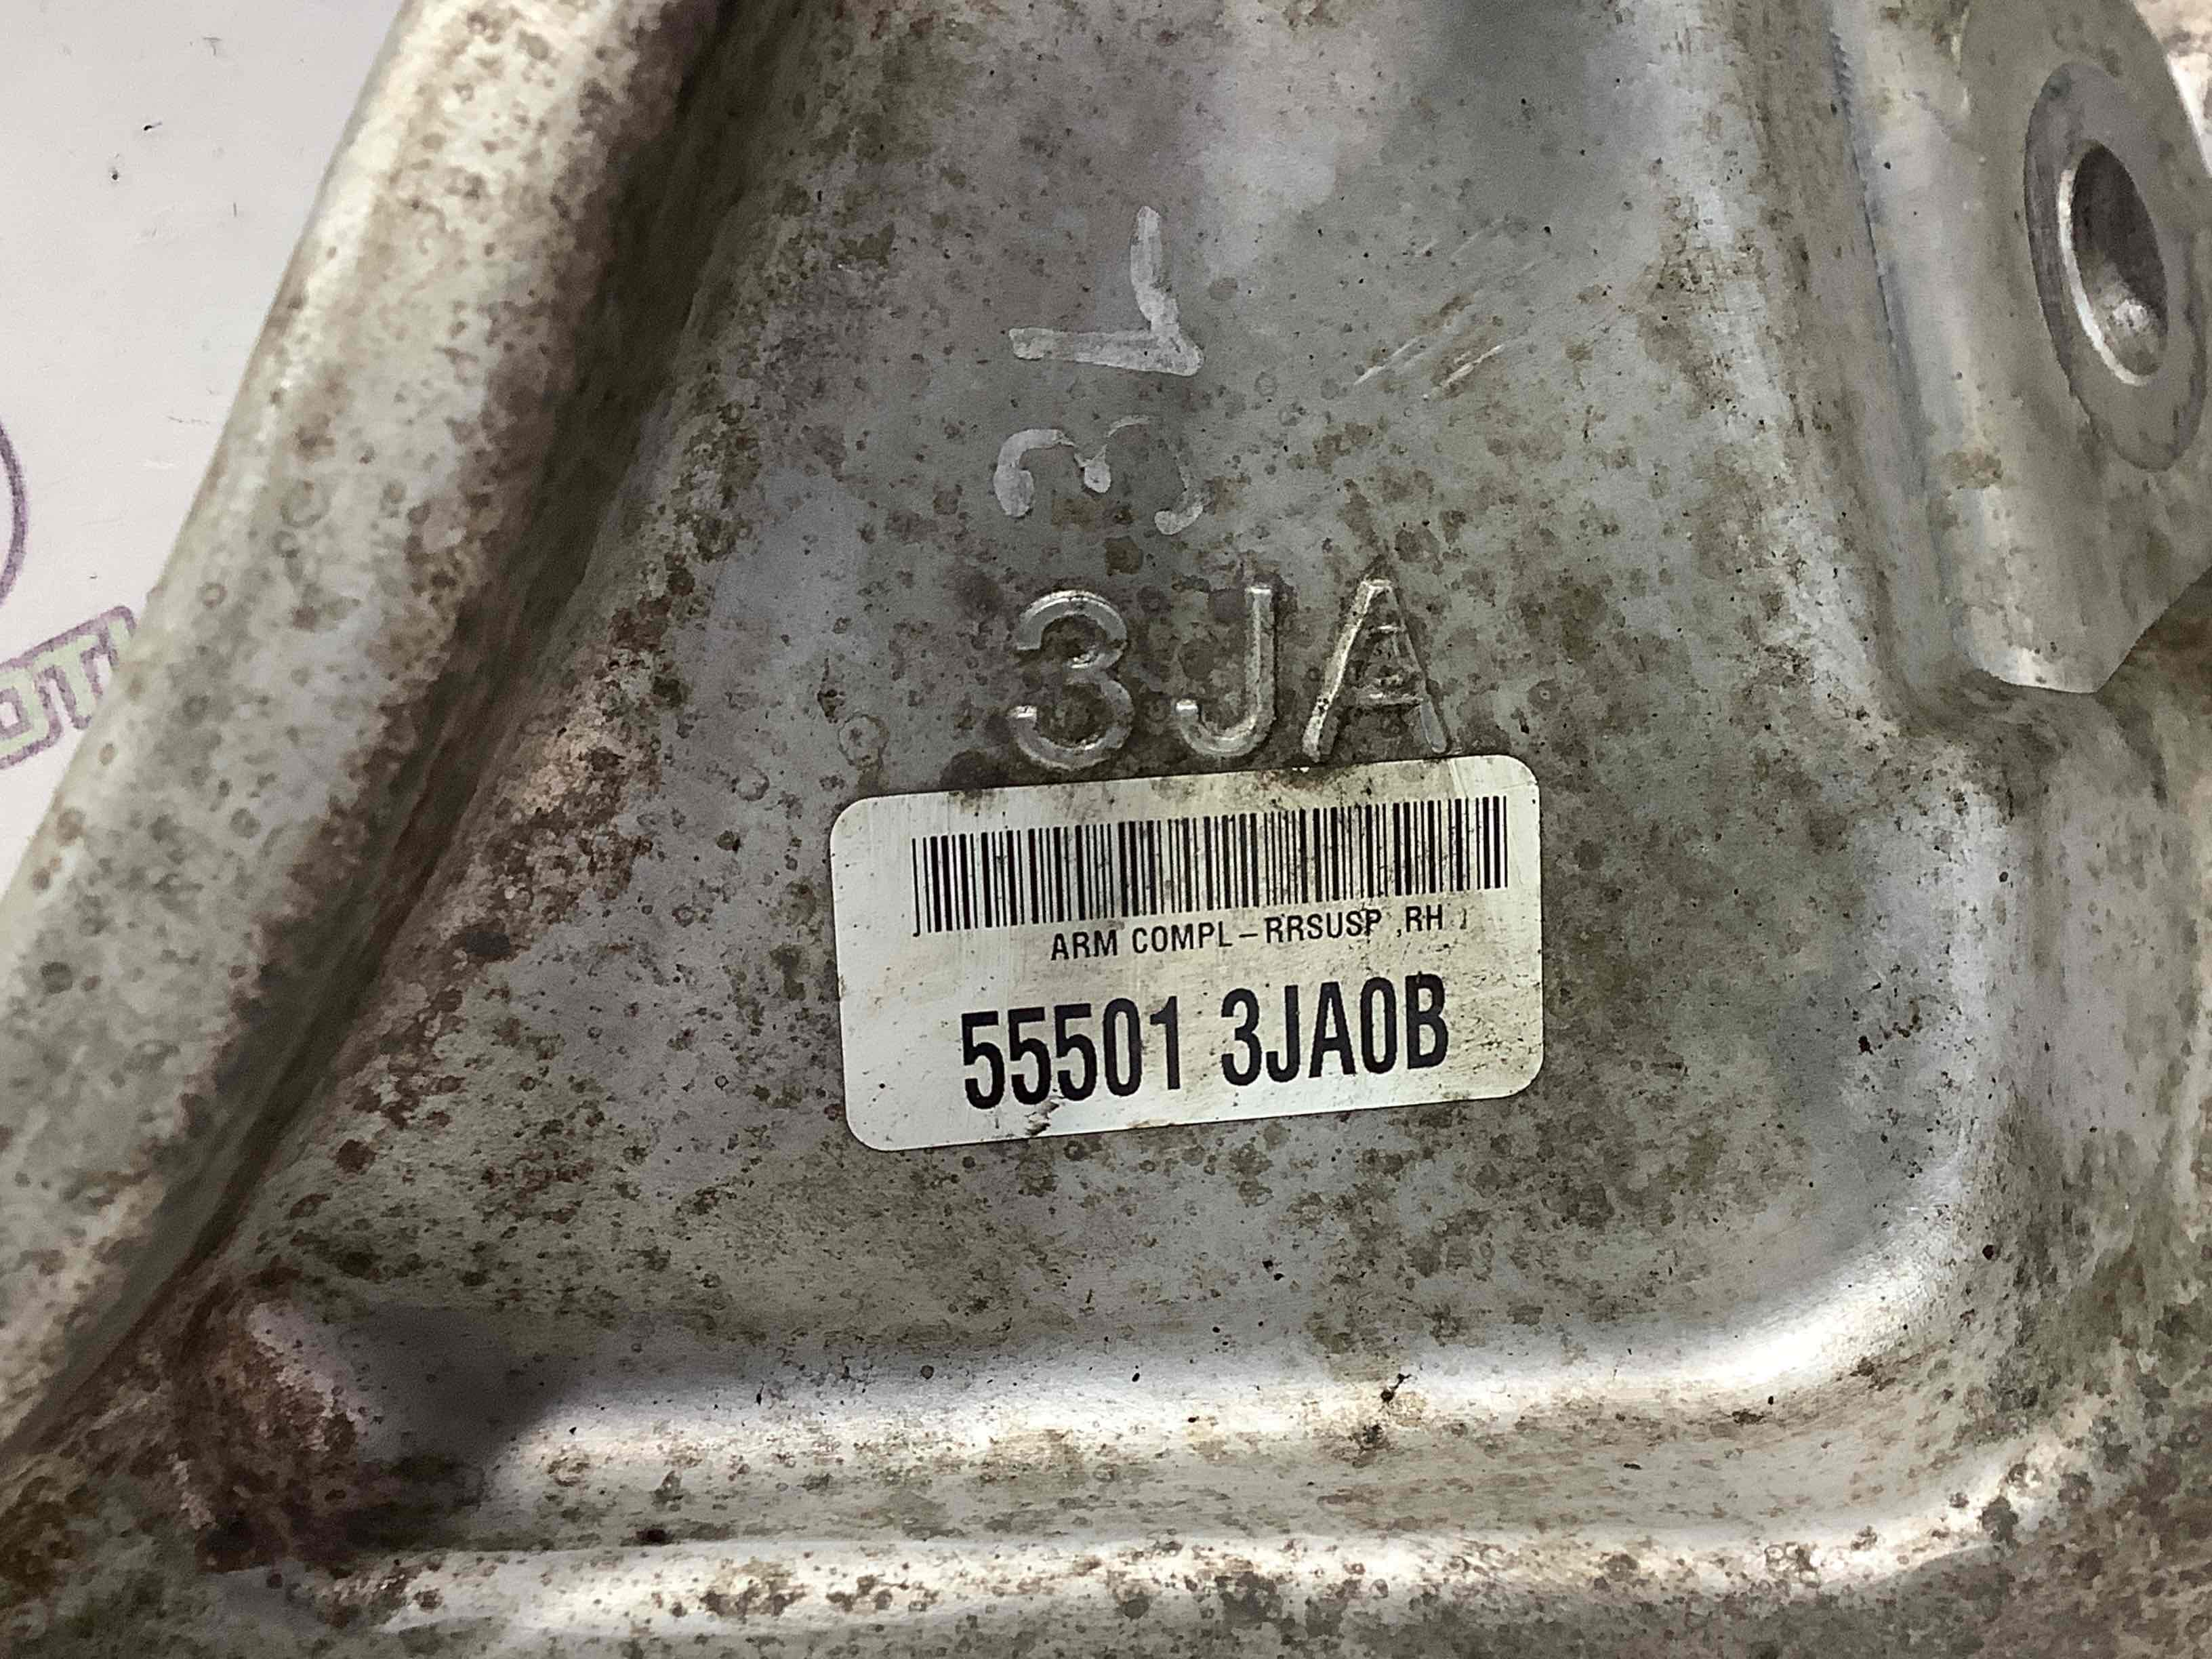 3JA
ARM COMPL-RRSUSP ,RH
55501 3JA0B